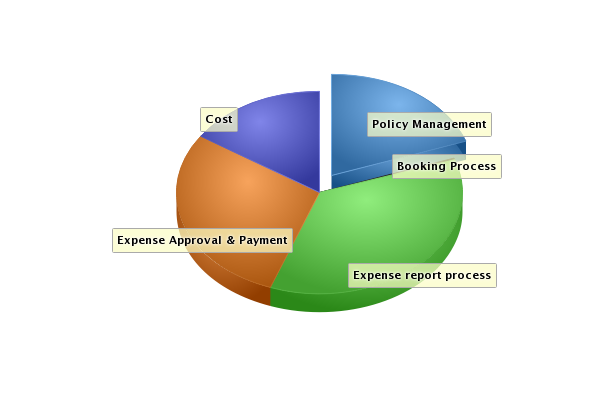 Cost
Policy Management
Booking Process
Expense Approval & Payment
Expense report process